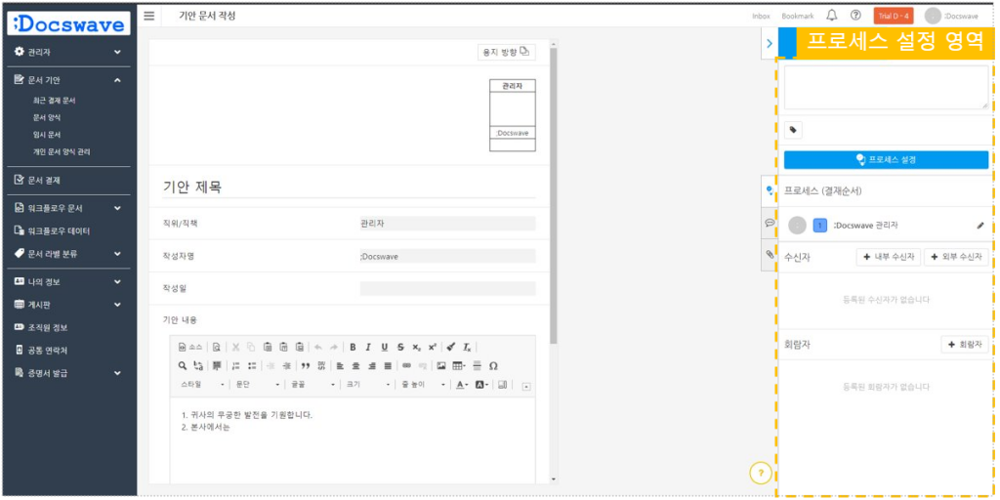 ;Docswave
기안 문서 작성
Inbox Bookmark Trial D - 4 ;Docswave
프로세스 설정 영역
관리자
문서 기안
최근 결재 문서
문서 양식
임시 문서
개인 문서 양식 관리
문서 결재
워크플로우 문서
워크플로우 데이터
문서 라벨 분류
나의 정보
게시판
조직원 정보
공통 연락처
증명서 발급
용지 방향
관리자
;Docswave
기안 제목
직위/직책 관리자
작성자명 ;Docswave
작성일
기안 내용
소스
스타일 문단 글꼴 크기 줄 높이
1. 귀사의 무궁한 발전을 기원합니다.
2. 본사에서는
프로세스 설정
프로세스 (결재순서)
1 ;Docswave 관리자
수신자 + 내부 수신자 + 외부 수신자
등록된 수신자가 없습니다
회람자 + 회람자
등록된 회람자가 없습니다
?